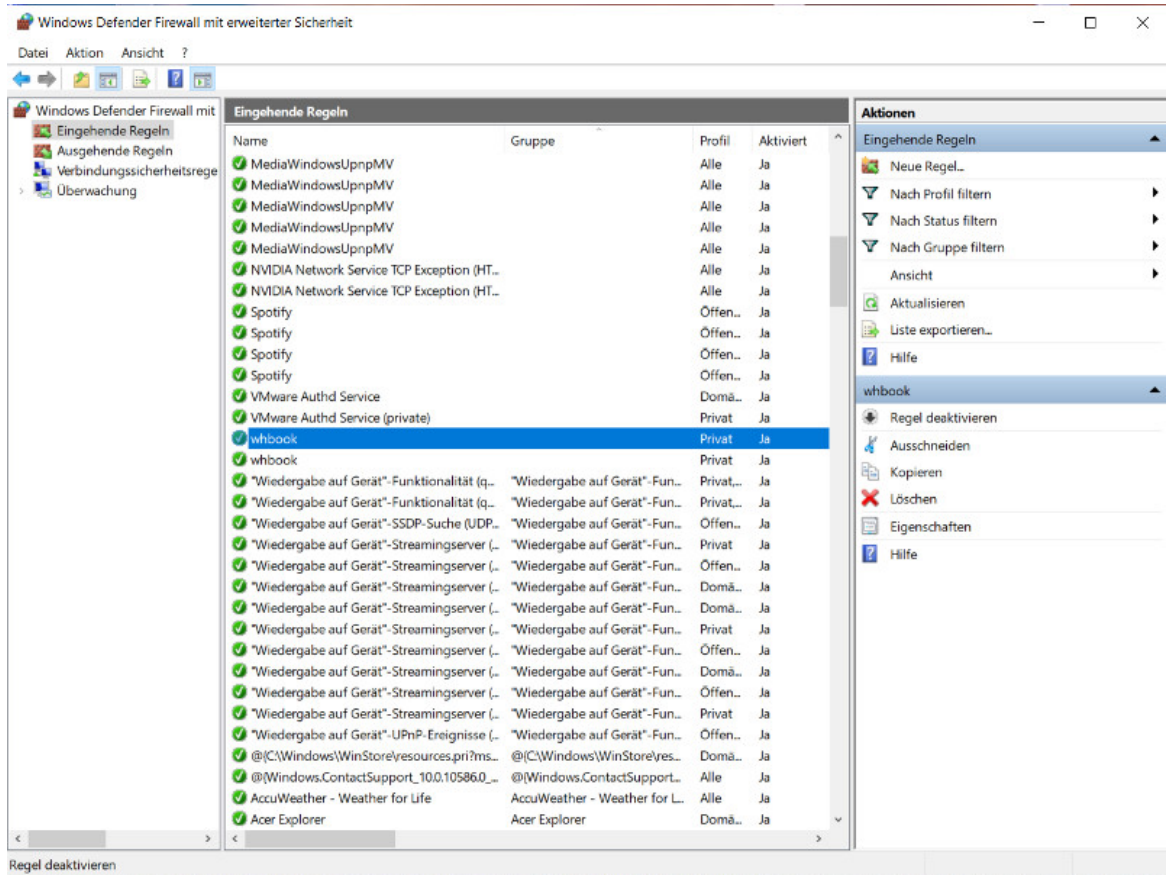 Windows Defender Firewall mit erweiterter Sicherheit
Datei Aktion Ansicht ?
Windows Defender Firewall mit
Eingehende Regeln
Ausgehende Regeln
Verbindungssicherheitsrege
Überwachung
Eingehende Regeln
Name Gruppe Profil Aktiviert
MediaWindowsUpnpMV Alle Ja
MediaWindowsUpnpMV Alle Ja
MediaWindowsUpnpMV Alle Ja
MediaWindowsUpnpMV Alle Ja
MediaWindowsUpnpMV Alle Ja
NVIDIA Network Service TCP Exception (HT... Alle Ja
NVIDIA Network Service TCP Exception (HT... Alle Ja
Spotify Öffen... Ja
Spotify Öffen... Ja
Spotify Öffen... Ja
Spotify Öffen... Ja
VMware Authd Service Domä... Ja
VMware Authd Service (private) Privat Ja
whbook Privat Ja
whbook Privat Ja
"Wiedergabe auf Gerät"-Funktionalität (q... "Wiedergabe auf Gerät"-Fun... Privat,... Ja
"Wiedergabe auf Gerät"-Funktionalität (q... "Wiedergabe auf Gerät"-Fun... Privat,... Ja
"Wiedergabe auf Gerät"-SSDP-Suche (UDP... "Wiedergabe auf Gerät"-Fun... Öffen... Ja
"Wiedergabe auf Gerät"-Streamingserver (... "Wiedergabe auf Gerät"-Fun... Privat Ja
"Wiedergabe auf Gerät"-Streamingserver (... "Wiedergabe auf Gerät"-Fun... Öffen... Ja
"Wiedergabe auf Gerät"-Streamingserver (... "Wiedergabe auf Gerät"-Fun... Domä... Ja
"Wiedergabe auf Gerät"-Streamingserver (... "Wiedergabe auf Gerät"-Fun... Domä... Ja
"Wiedergabe auf Gerät"-Streamingserver (... "Wiedergabe auf Gerät"-Fun... Privat Ja
"Wiedergabe auf Gerät"-Streamingserver (... "Wiedergabe auf Gerät"-Fun... Öffen... Ja
"Wiedergabe auf Gerät"-Streamingserver (... "Wiedergabe auf Gerät"-Fun... Domä... Ja
"Wiedergabe auf Gerät"-Streamingserver (... "Wiedergabe auf Gerät"-Fun... Öffen... Ja
"Wiedergabe auf Gerät"-Streamingserver (... "Wiedergabe auf Gerät"-Fun... Privat Ja
"Wiedergabe auf Gerät"-UPnP-Ereignisse (... "Wiedergabe auf Gerät"-Fun... Öffen... Ja
@{C:\Windows\WinStore\resources.pri?ms... @{C:\Windows\WinStore\res... Domä... Ja
@{Windows.ContactSupport_10.0.10586.0_... @{Windows.ContactSupport... Alle Ja
AccuWeather - Weather for Life AccuWeather - Weather for L... Alle Ja
Acer Explorer Acer Explorer Domä... Ja
Aktionen
Eingehende Regeln
Neue Regel...
Nach Profil filtern
Nach Status filtern
Nach Gruppe filtern
Ansicht
Aktualisieren
Liste exportieren...
Hilfe
whbook
Regel deaktivieren
Ausschneiden
Kopieren
Löschen
Eigenschaften
Hilfe
Regel deaktivieren